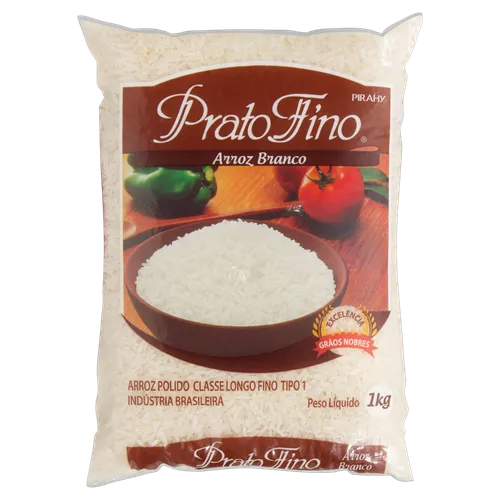 PIRAHY
Prato Fino®
Arroz Branco
EXCELÊNCIA
GRÃOS NOBRES
ARROZ POLIDO CLASSE LONGO FINO TIPO 1
INDÚSTRIA BRASILEIRA
Peso Líquido 1kg
Prato Fino
Arroz
Branco